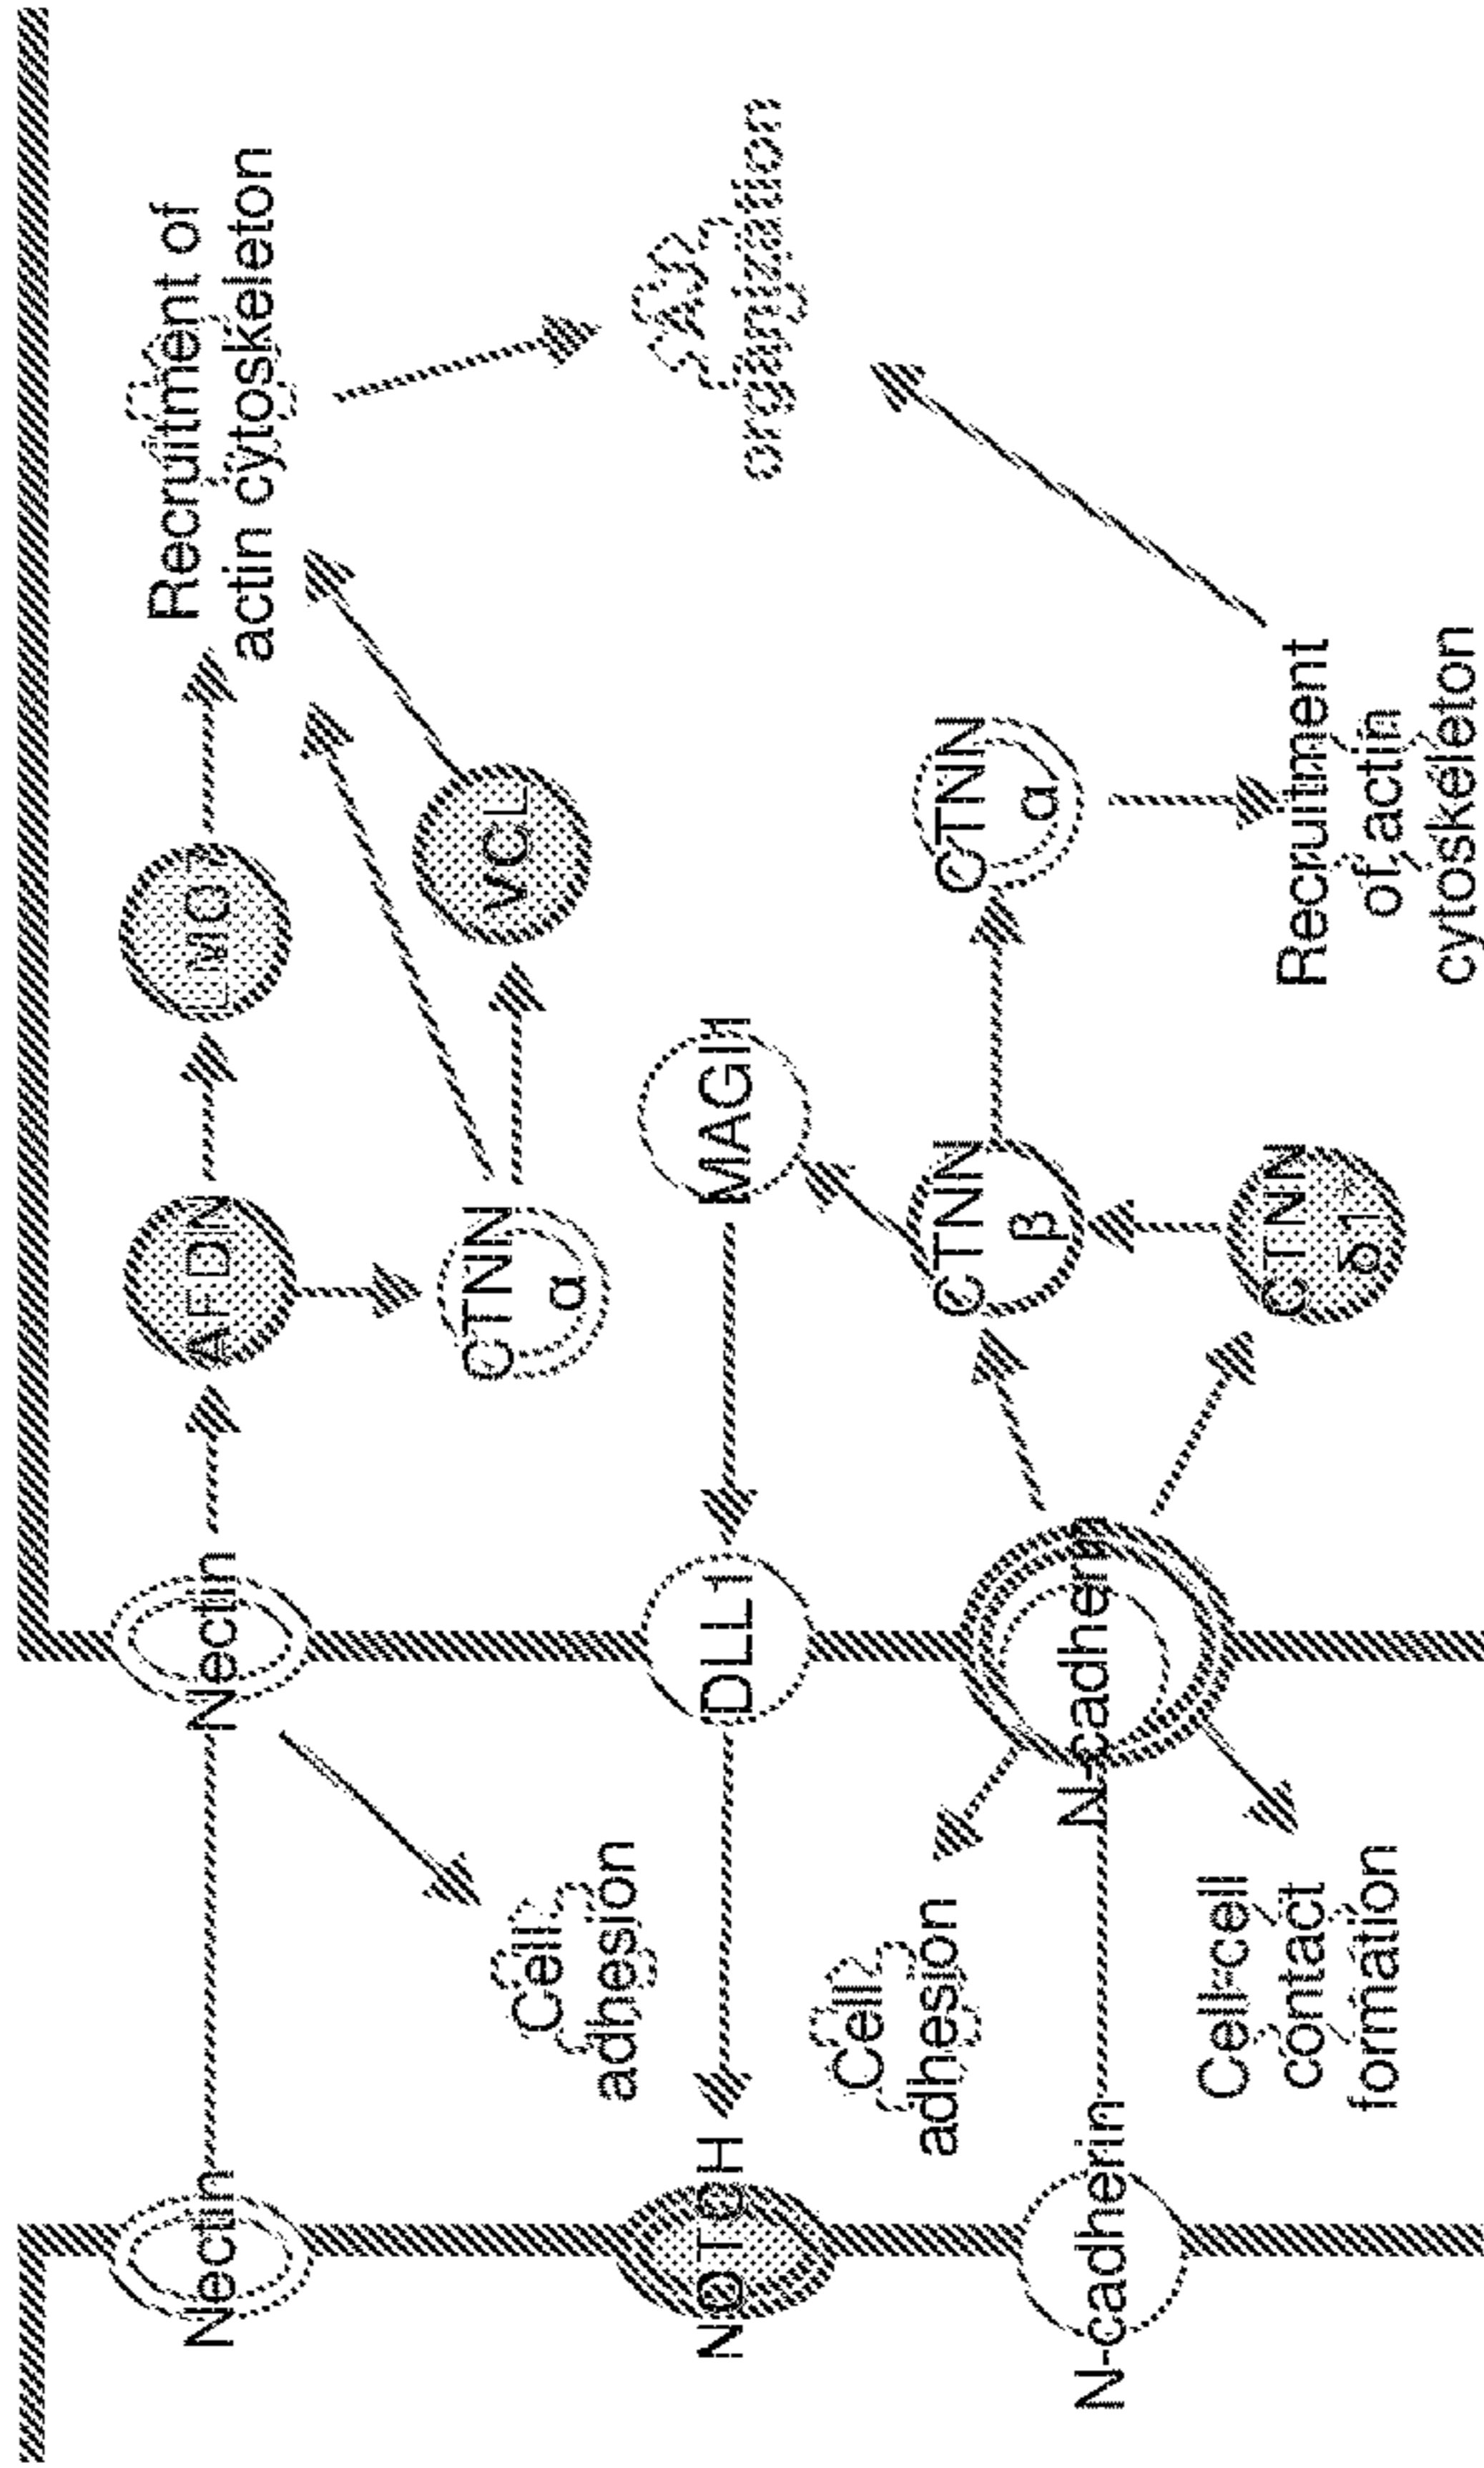 Nectin
Nectin
AFDN
LMO7
Recruitment of
actin cytoskeleton
CTNN
α
VCL
Cell
adhesion
NOTCH
DLL1
MAGI1
AJ
organization
Cell
adhesion
N-cadherin
N-cadherin
CTNN
β
CTNN
α
Cell-cell
contact
formation
CTNN
δ1*
Recruitment
of actin
cytoskeleton